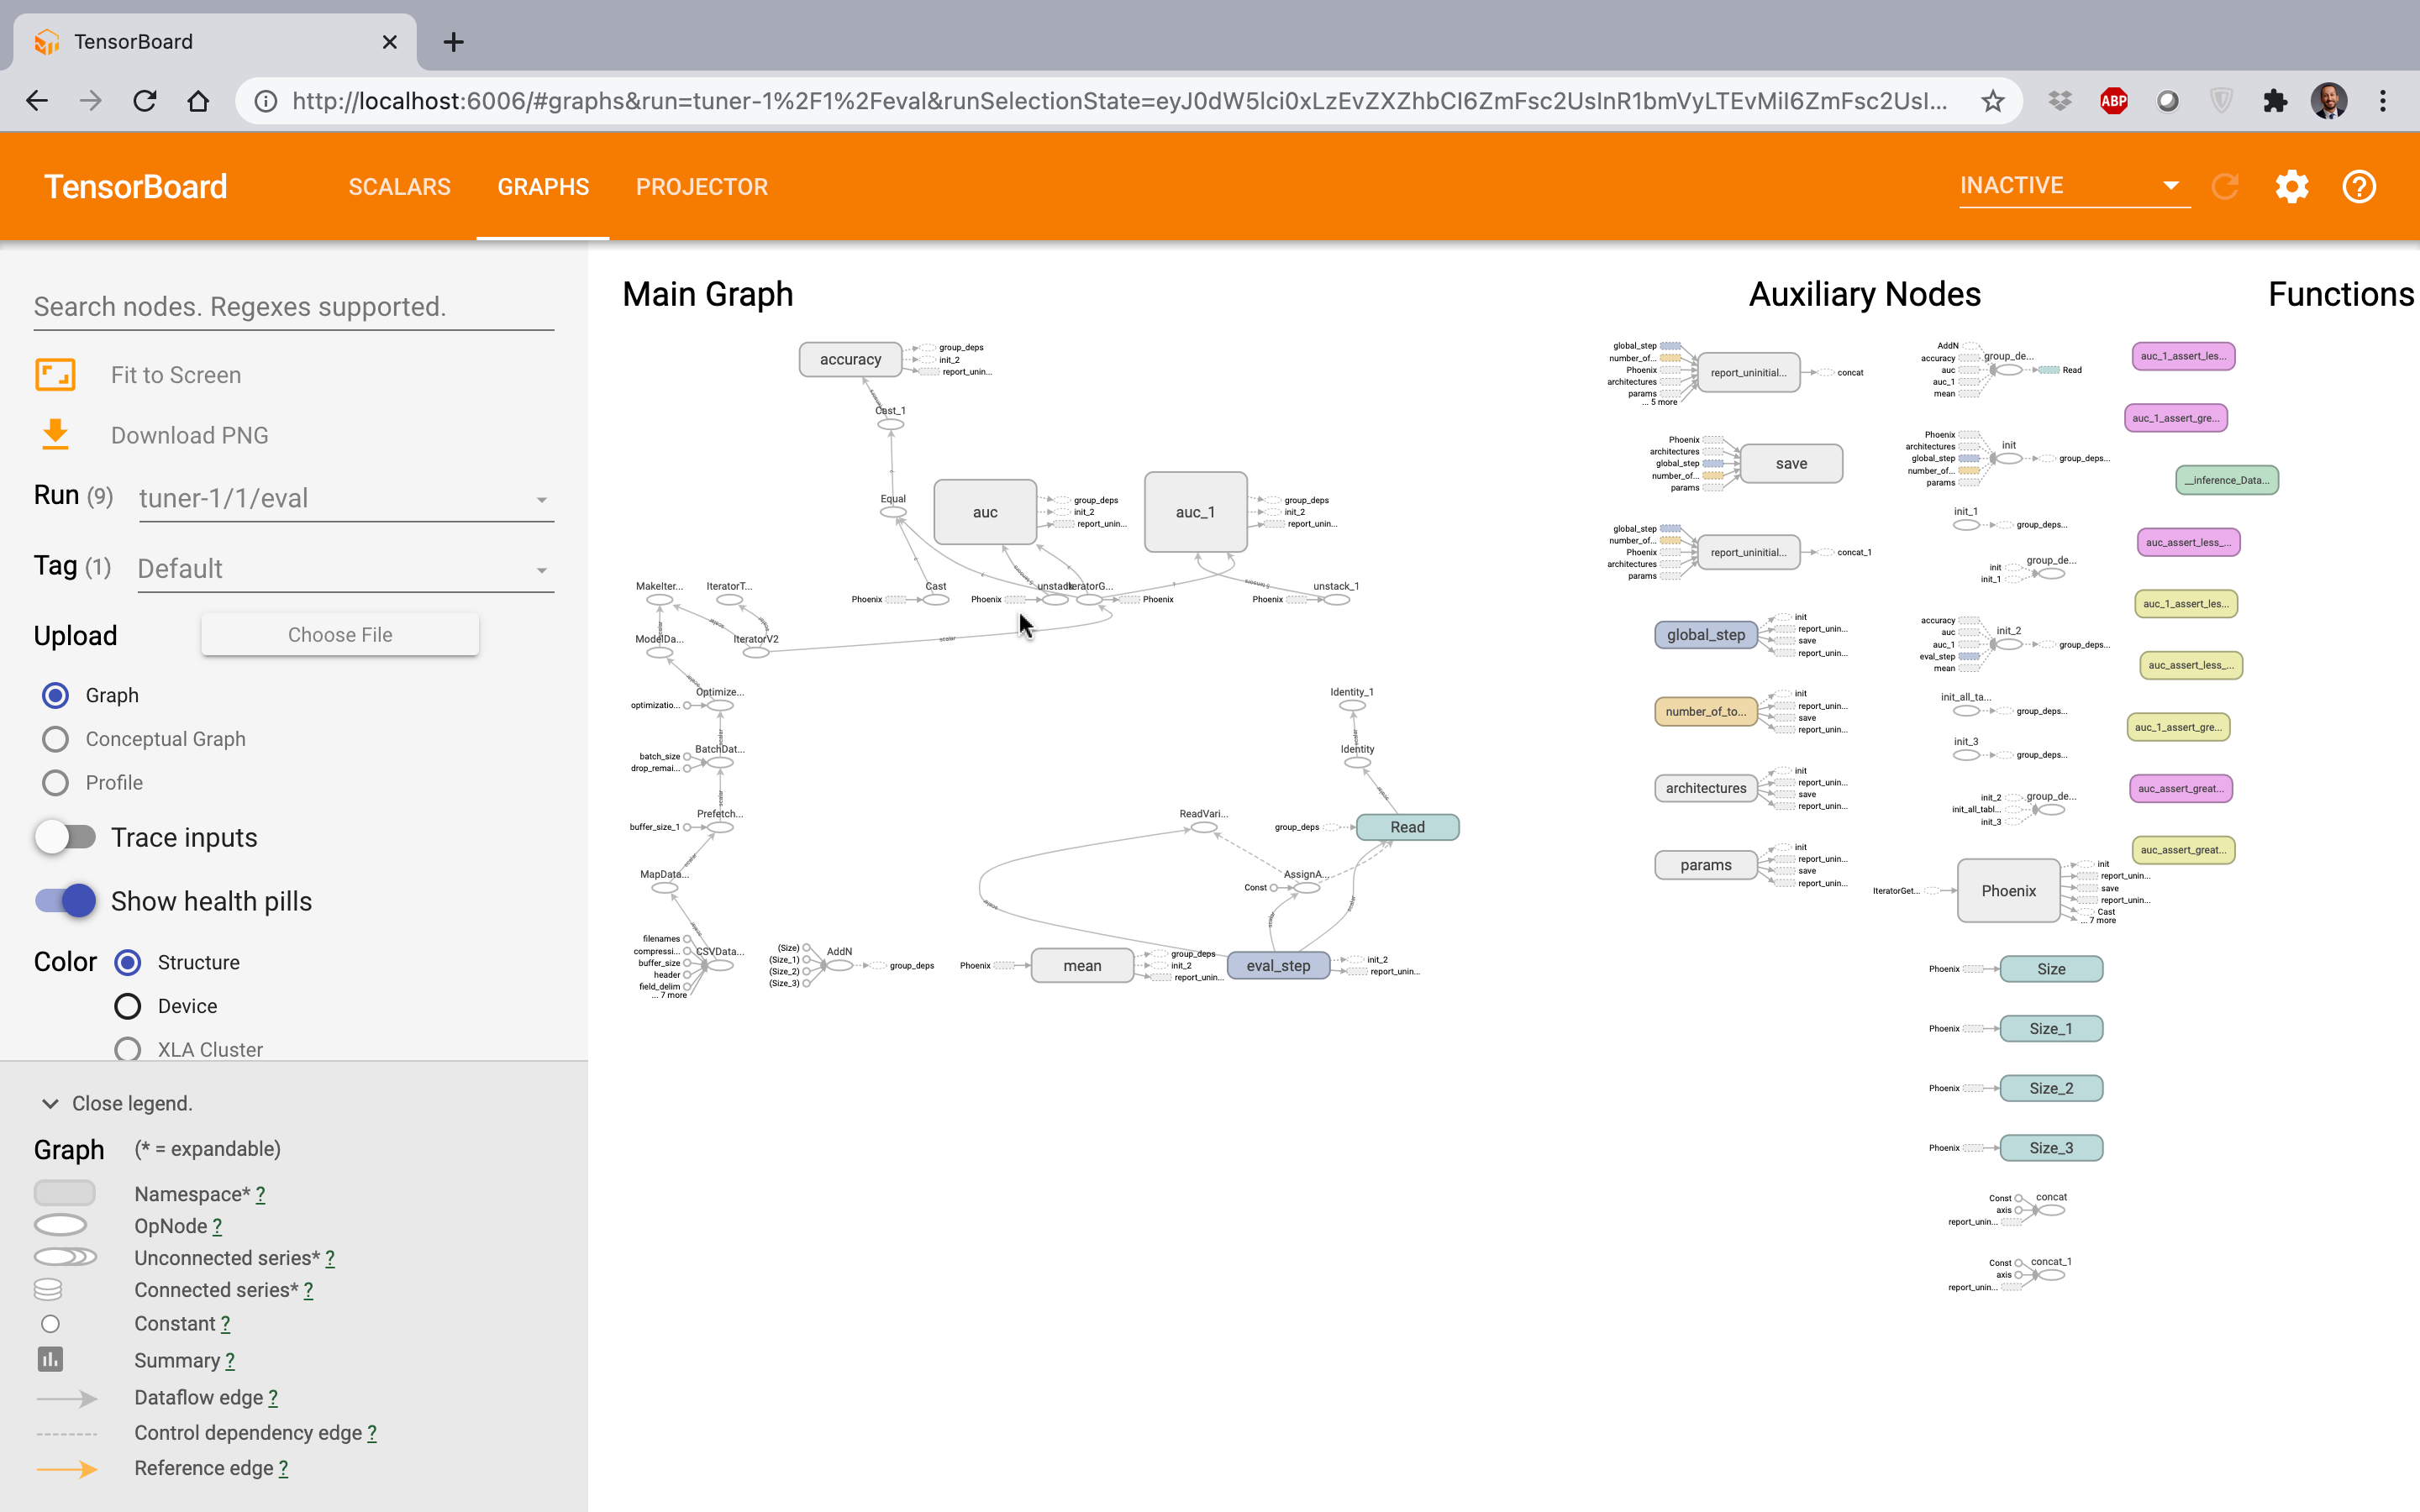 TensorBoard
http://localhost:6006/#graphs&run=tuner-1%2F1%2Feval&runSelectionState=eyJ0dW5lci0xLzEvZXZhbCI6ZmFsc2UsInR1bmVyLTEvMiI6ZmFsc2UsI...
ABP
TensorBoard
SCALARS
GRAPHS
PROJECTOR
INACTIVE
Search nodes. Regexes supported.
Fit to Screen
Download PNG
Run (9) tuner-1/1/eval
Tag (1) Default
Upload Choose File
Graph
Conceptual Graph
Profile
Trace inputs
Show health pills
Color Structure
Device
XLA Cluster
Close legend.
Graph (* = expandable)
Namespace* ?
OpNode ?
Unconnected series* ?
Connected series* ?
Constant ?
Summary ?
Dataflow edge ?
Control dependency edge ?
Reference edge ?
Main Graph
accuracy
group_deps
init_2
report_unin...
Cast_1
Equal
auc
group_deps
init_2
report_unin...
auc_1
group_deps
init_2
report_unin...
MakeIter...
IteratorT...
Phoenix
Cast
Phoenix
unstack
IteratorG...
Phoenix
Phoenix
unstack_1
ModelDa...
IteratorV2
scalar
Optimize...
optimizatio...
BatchDat...
batch_size
drop_remai...
Prefetch...
buffer_size_1
MapData...
filenames
compressi...
buffer_size
header
field_delim
... 7 more
CSVData...
(Size)
(Size_1)
(Size_2)
(Size_3)
AddN
group_deps
Identity_1
Identity
ReadVari...
group_deps
Read
Const
AssignA...
Phoenix
mean
group_deps
init_2
report_unin...
eval_step
init_2
report_unin...
Auxiliary Nodes
global_step
number_of...
Phoenix
architectures
params
... 5 more
report_uninitial...
concat
Phoenix
architectures
global_step
number_of...
params
save
global_step
number_of...
Phoenix
architectures
params
report_uninitial...
concat_1
global_step
init
report_unin...
save
report_unin...
number_of_to...
init
report_unin...
save
report_unin...
architectures
init
report_unin...
save
report_unin...
params
init
report_unin...
save
report_unin...
AddN
accuracy
auc
auc_1
mean
group_de...
Read
Phoenix
architectures
global_step
number_of...
params
init
group_deps...
init_1
group_deps...
init
init_1
group_de...
accuracy
auc
auc_1
eval_step
mean
init_2
group_deps...
init_all_ta...
group_deps...
init_3
group_deps...
init_2
init_all_tabl...
init_3
group_de...
IteratorGet...
Phoenix
init
report_unin...
save
report_unin...
Cast
... 7 more
Phoenix
Size
Phoenix
Size_1
Phoenix
Size_2
Phoenix
Size_3
Const
axis
report_unin...
concat
Const
axis
report_unin...
concat_1
Functions
auc_1_assert_les...
auc_1_assert_gre...
__inference_Data...
auc_assert_less_...
auc_1_assert_les...
auc_assert_less_...
auc_1_assert_gre...
auc_assert_great...
auc_assert_great...